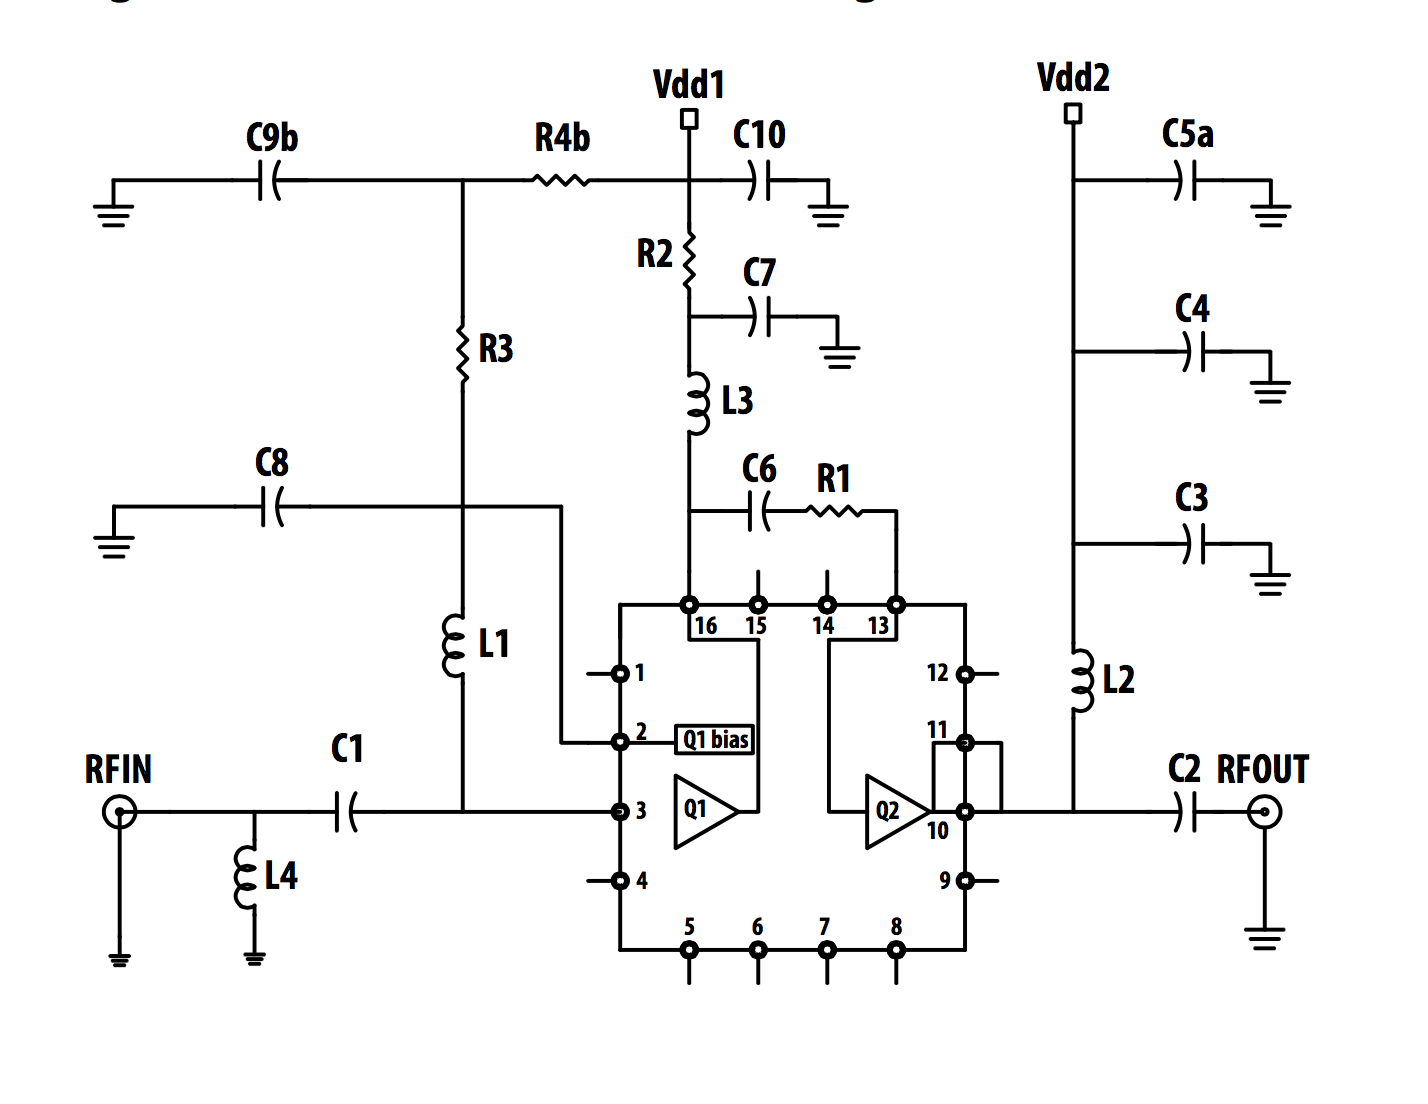 Vdd1
Vdd2
C9b
R4b
C10
C5a
R2
C7
C4
R3
L3
C8
C6
R1
C3
16
15
14
13
L1
1
12
L2
2
Q1 bias
11
RFIN
C1
C2
RFOUT
3
Q1
Q2
10
L4
4
9
5
6
7
8